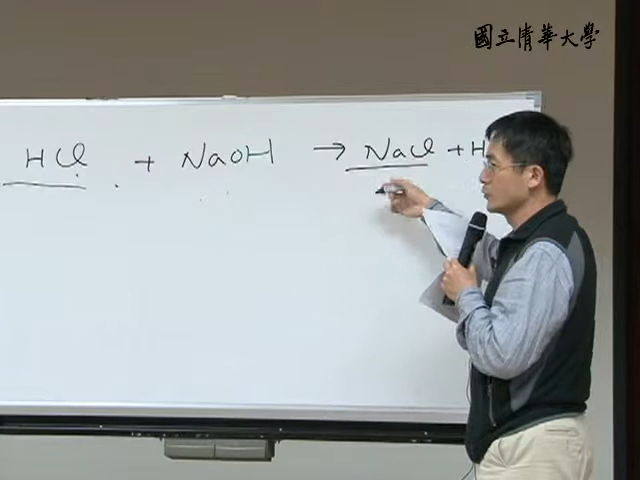 國立清華大學
HCl + NaOH → NaCl + H